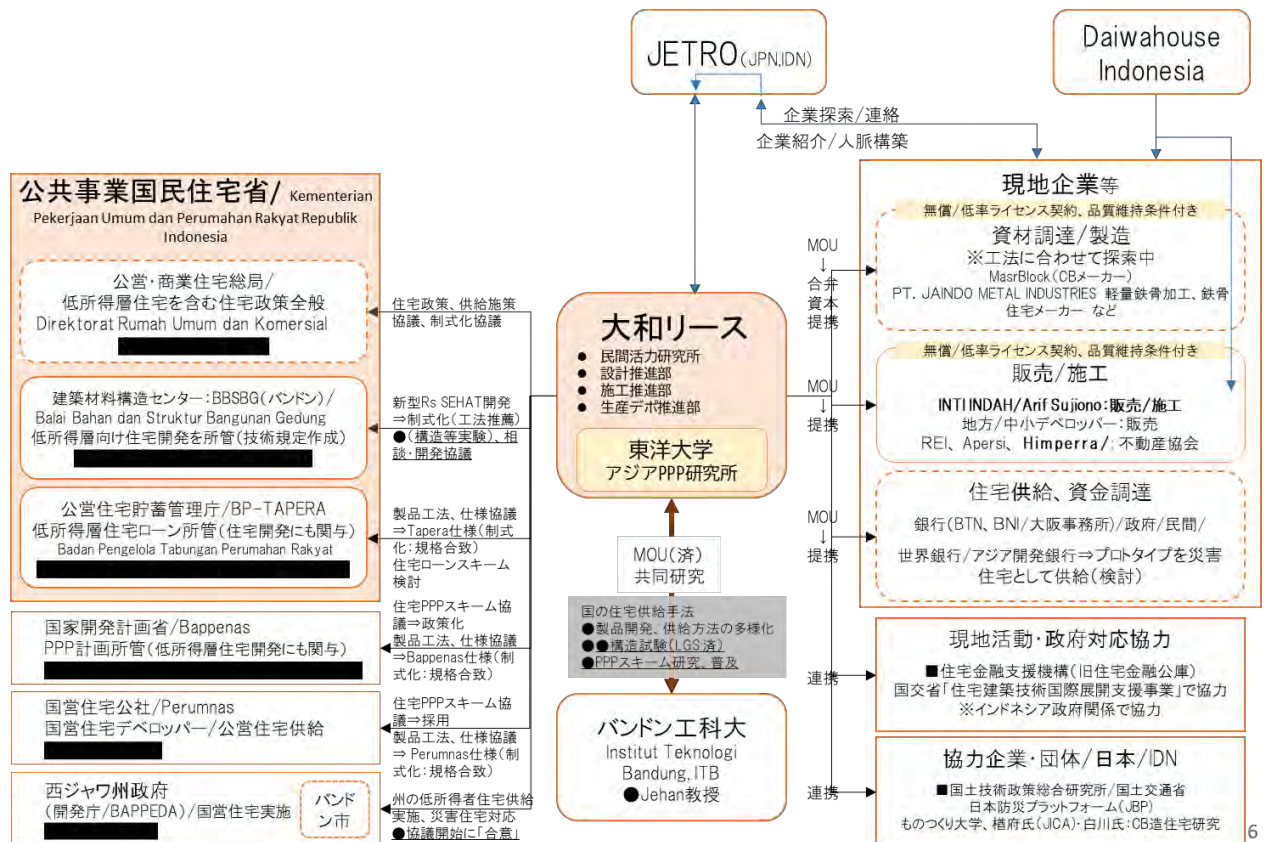 JETRO(JPN,IDN)
Daiwahouse
Indonesia
企業探索/連絡
企業紹介/人脈構築
公共事業国民住宅省/ Kementerian
Pekerjaan Umum dan Perumahan Rakyat Republik
Indonesia
公営・商業住宅総局/
低所得層住宅を含む住宅政策全般
Direktorat Rumah Umum dan Komersial
建築材料構造センター:BBSBG(バンドン)/
Balai Bahan dan Struktur Bangunan Gedung
低所得層向け住宅開発を所管(技術規定作成)
公営住宅貯蓄管理庁/BP-TAPERA
低所得層住宅ローン所管(住宅開発にも関与)
Badan Pengelola Tabungan Perumahan Rakyat
国家開発計画省/Bappenas
PPP計画所管(低所得層住宅開発にも関与)
国営住宅公社/Perumnas
国営住宅デベロッパー/公営住宅供給
西ジャワ州政府
(開発庁/BAPPEDA)/国営住宅実施
バンド
ン市
住宅政策、供給施策
協議、制式化協議
新型Rs SEHAT開発
⇒制式化(工法推薦)
●(構造等実験)、相
談・開発協議
製品工法、仕様協議
⇒Tapera仕様(制式
化:規格合致)
住宅ローンスキーム
検討
住宅PPPスキーム協
議⇒政策化
製品工法、仕様協議
⇒Bappenas仕様(制
式化:規格合致)
住宅PPPスキーム協
議⇒採用
製品工法、仕様協議
⇒ Perumnas仕様(制
式化:規格合致)
州の低所得者住宅供給
実施、災害住宅対応
●協議開始に「合意」
大和リース
● 民間活力研究所
● 設計推進部
● 施工推進部
● 生産デポ推進部
東洋大学
アジアPPP研究所
MOU(済)
共同研究
国の住宅供給手法
●製品開発、供給方法の多様化
●●構造試験(LGS済)
●PPPスキーム研究、普及
バンドン工科大
Institut Teknologi
Bandung, ITB
●Jehan教授
MOU
↓
合弁
資本
提携
MOU
↓
提携
MOU
↓
提携
連携
連携
現地企業等
無償/低率ライセンス契約、品質維持条件付き
資材調達/製造
※工法に合わせて探索中
MasrBlock(CBメーカー)
PT. JAINDO METAL INDUSTRIES 軽量鉄骨加工、鉄骨
住宅メーカー など
無償/低率ライセンス契約、品質維持条件付き
販売/施工
INTI INDAH/Arif Sujiono:販売/施工
地方/中小デベロッパー:販売
REI、Apersi、Himperra/:不動産協会
住宅供給、資金調達
銀行(BTN、BNI/大阪事務所)/政府/民間/
世界銀行/アジア開発銀行⇒プロトタイプを災害
住宅として供給(検討)
現地活動・政府対応協力
■住宅金融支援機構(旧住宅金融公庫)
国交省「住宅建築技術国際展開支援事業」で協力
※インドネシア政府関係で協力
協力企業・団体/日本/IDN
■国土技術政策総合研究所/国土交通省
日本防災プラットフォーム(JBP)
ものつくり大学、楢府氏(JICA)・白川氏:CB造住宅研究
6